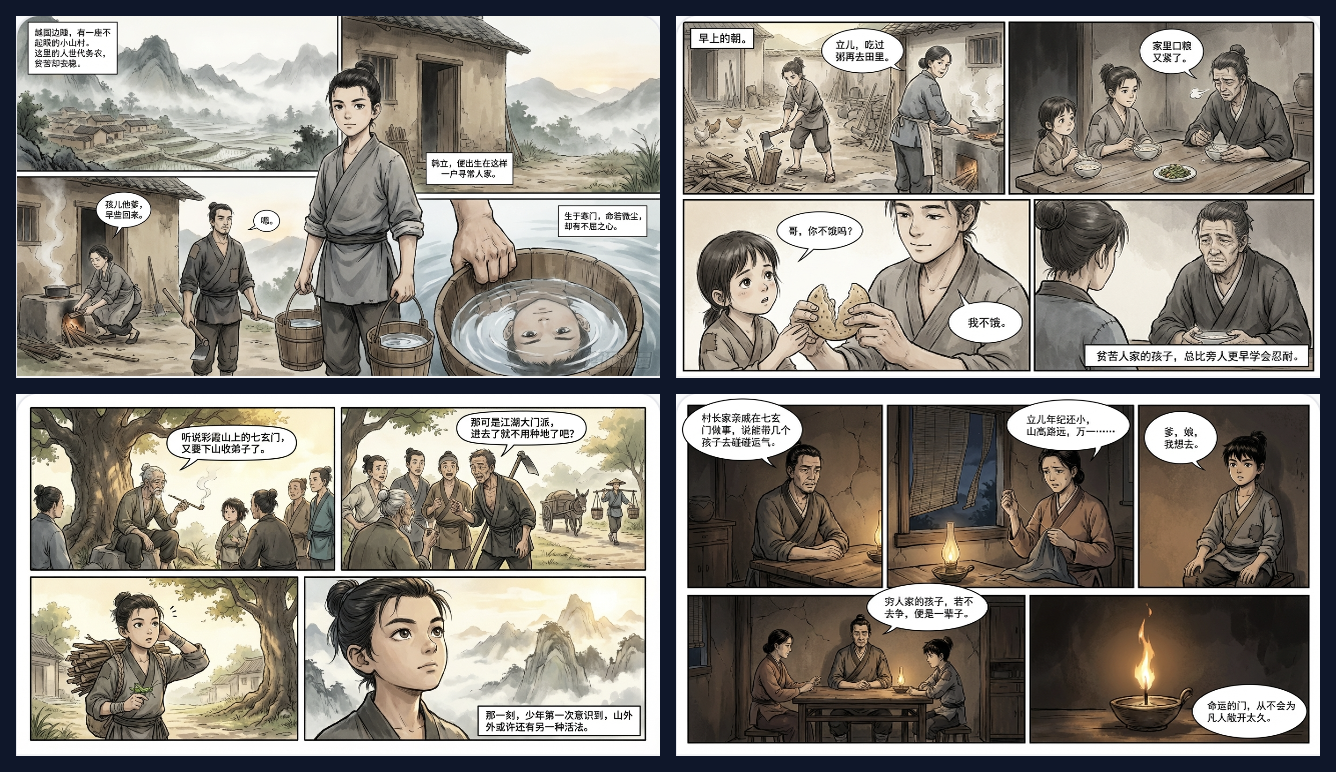 越国边陲，有一座不
起眼的小山村。
这里的人世代务农，
贫苦却安稳。
韩立，便出生在这样
一户寻常人家。
孩儿他爹，
早些回来。
嗯。
生于寒门，命若微尘，
却有不屈之心。
早上的朝。
立儿，吃过
粥再去田里。
家里口粮
又紧了。
哥，你不饿吗？
我不饿。
贫苦人家的孩子，总比旁人更早学会忍耐。
听说彩霞山上的七玄门，
又要下山收弟子了。
那可是江湖大门派，
进去了就不用种地了吧？
那一刻，少年第一次意识到，山外
外或许还有另一种活法。
村长家亲戚在七玄
门做事，说能带几个
孩子去碰碰运气。
立儿年纪还小，
山高路远，万一……
爹，娘，
我想去。
穷人家的孩子，若不
去争，便是一辈子。
命运的门，从不会为
凡人敞开太久。